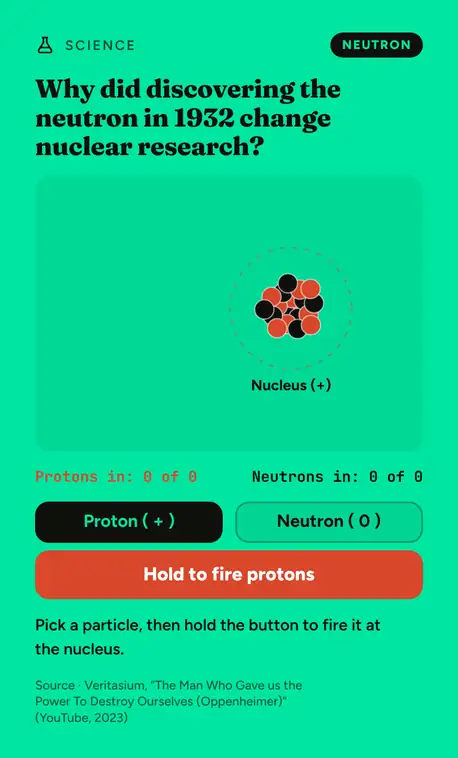 SCIENCE
NEUTRON
Why did discovering the
neutron in 1932 change
nuclear research?
Nucleus (+)
Protons in: 0 of 0
Neutrons in: 0 of 0
Proton ( + )
Neutron ( 0 )
Hold to fire protons
Pick a particle, then hold the button to fire it at
the nucleus.
Source · Veritasium, "The Man Who Gave us the
Power To Destroy Ourselves (Oppenheimer)"
(YouTube, 2023)